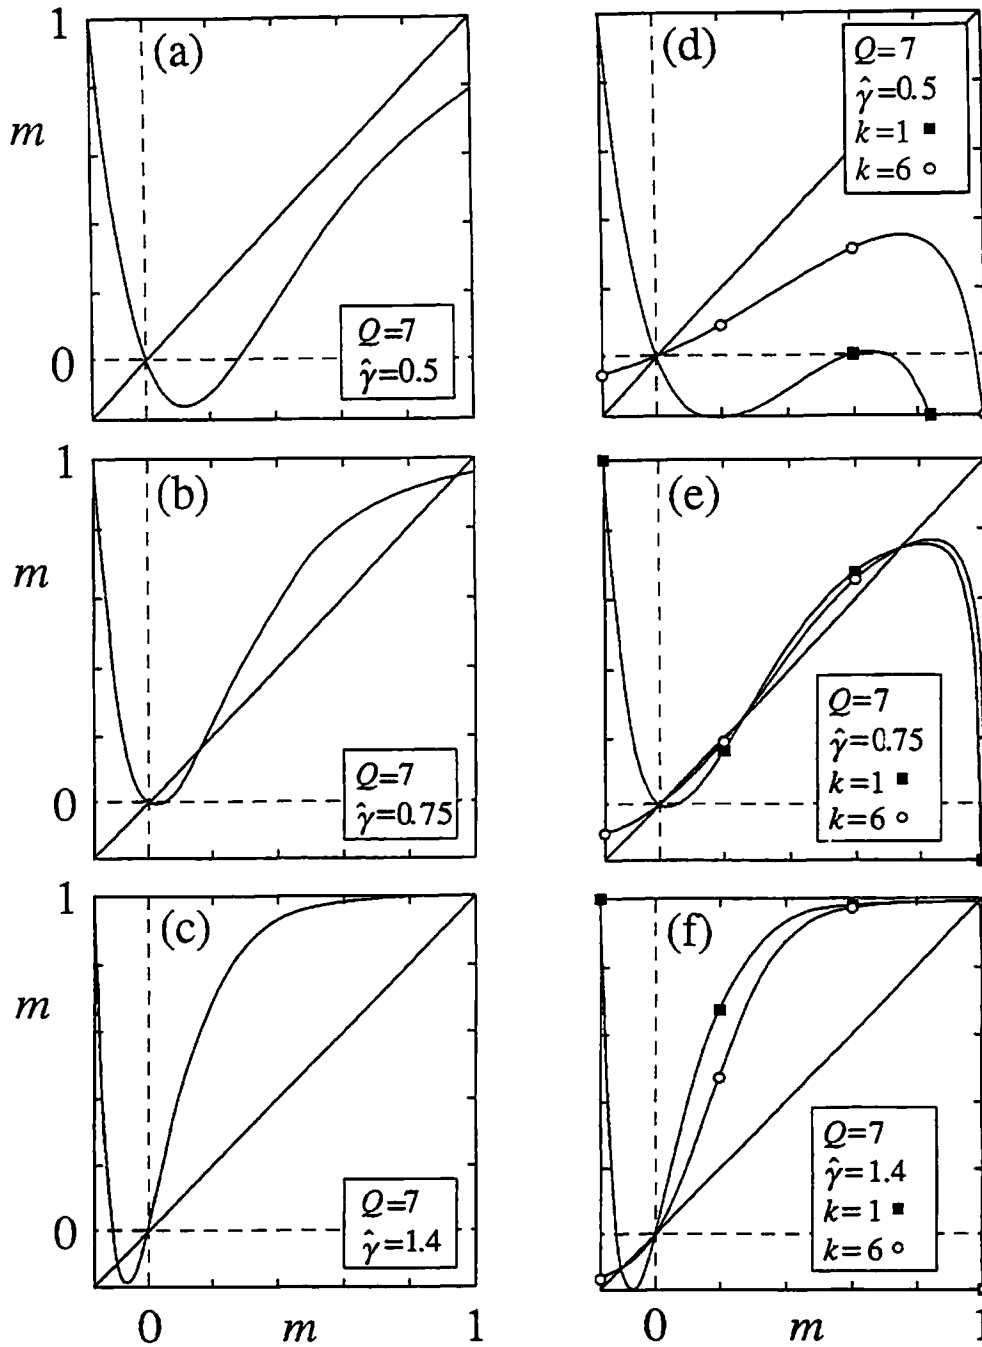 1
(a)
m
0
Q=7
γ̂=0.5
(d)
Q=7
γ̂=0.5
k=1 ■
k=6 ○
1
(b)
m
0
Q=7
γ̂=0.75
(e)
Q=7
γ̂=0.75
k=1 ■
k=6 ○
1
(c)
m
0
Q=7
γ̂=1.4
0 m 1
(f)
Q=7
γ̂=1.4
k=1 ■
k=6 ○
0 m 1